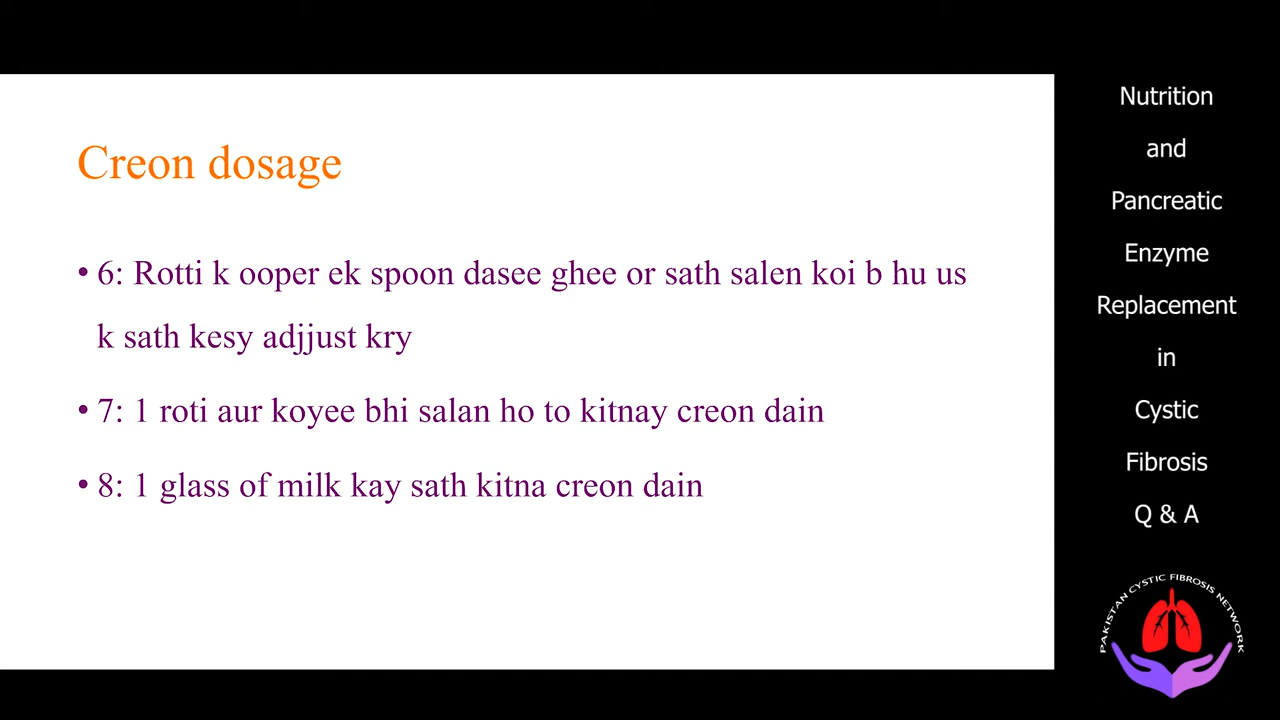 Creon dosage
• 6: Rotti k ooper ek spoon dasee ghee or sath salen koi b hu us
k sath kesy adjjust kry
• 7: 1 roti aur koyee bhi salan ho to kitnay creon dain
• 8: 1 glass of milk kay sath kitna creon dain
Nutrition
and
Pancreatic
Enzyme
Replacement
in
Cystic
Fibrosis
Q & A
PAKISTAN CYSTIC FIBROSIS NETWORK